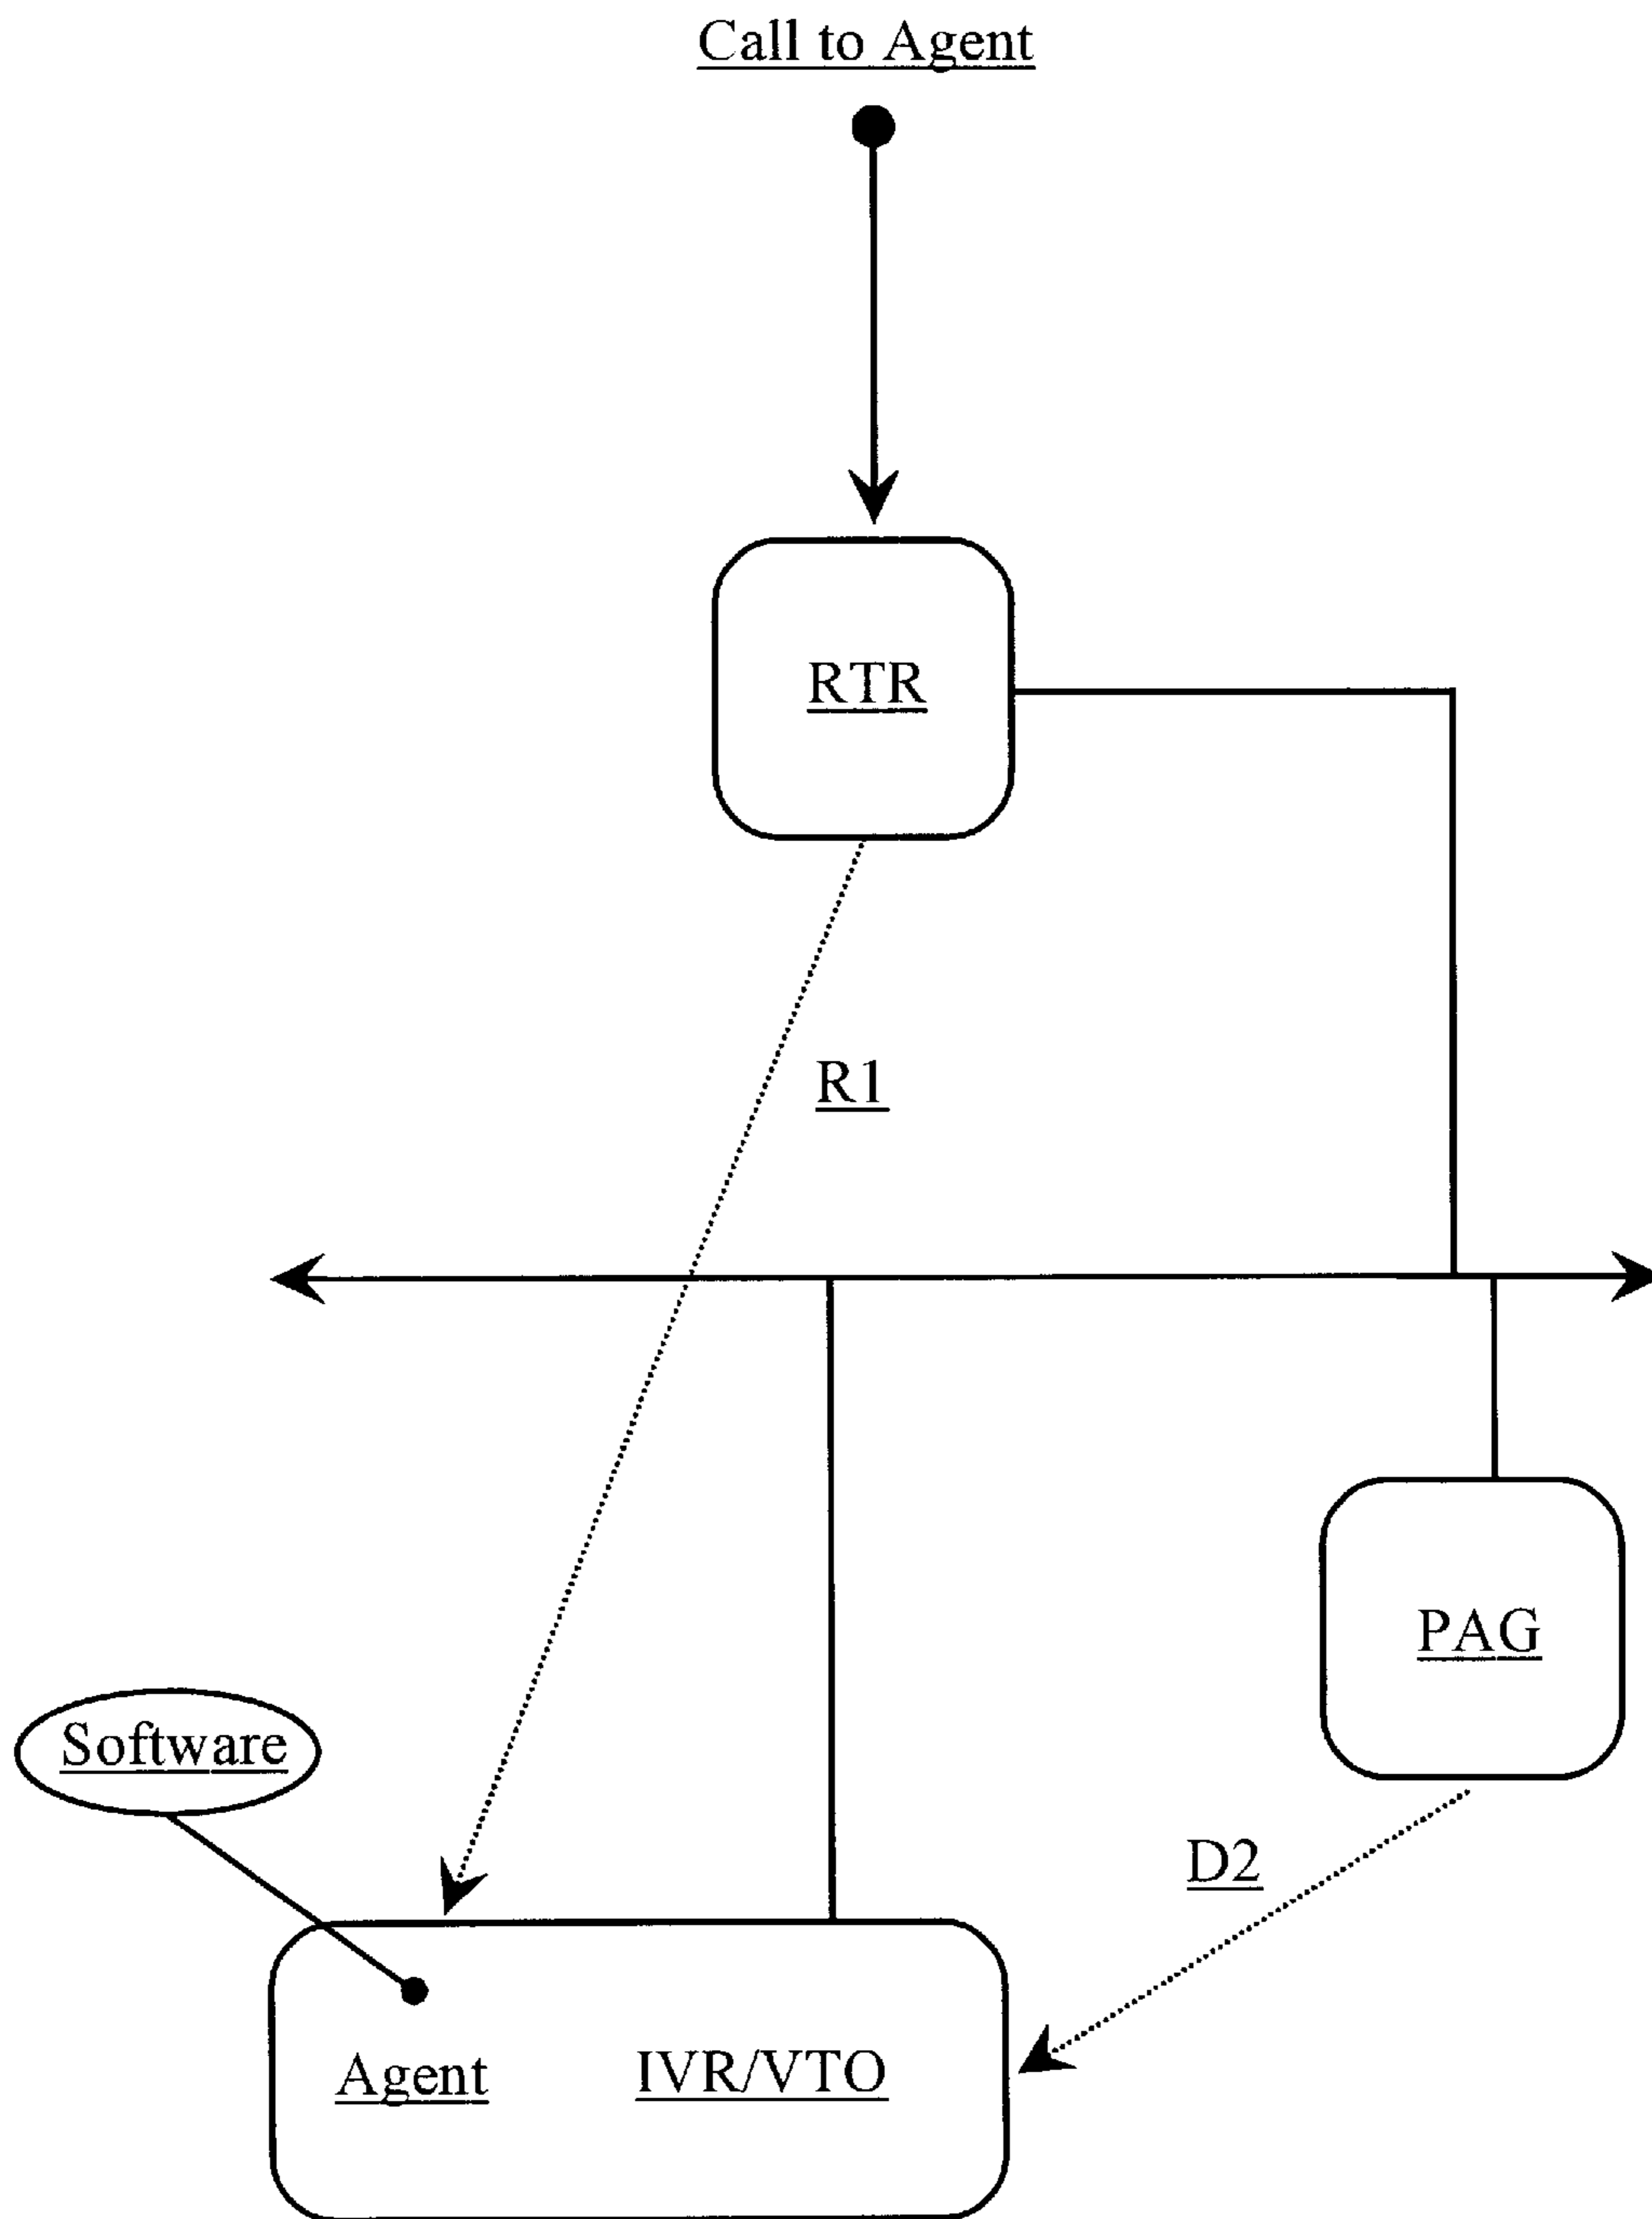 Call to Agent
RTR
R1
PAG
Software
D2
Agent
IVR/VTO